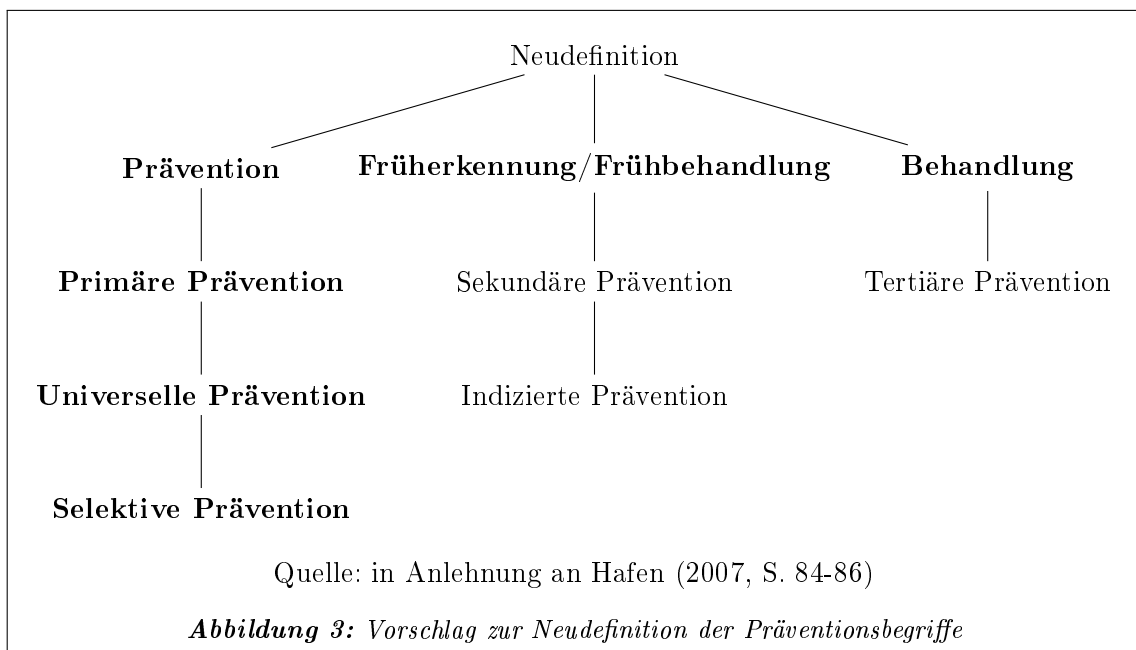 Neudefinition
Prävention Früherkennung/Frühbehandlung Behandlung
Primäre Prävention Sekundäre Prävention Tertiäre Prävention
Universelle Prävention Indizierte Prävention
Selektive Prävention
Quelle: in Anlehnung an Hafen (2007, S. 84-86)
Abbildung 3: Vorschlag zur Neudefinition der Präventionsbegriffe